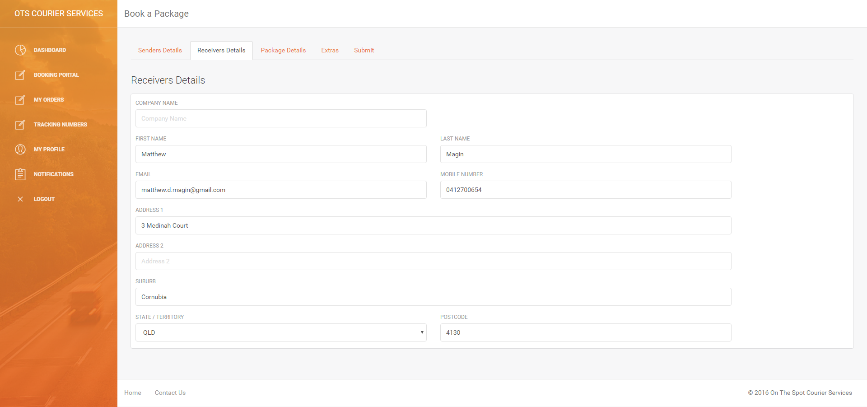 OTS COURIER SERVICES
Book a Package
DASHBOARD
BOOKING PORTAL
MY ORDERS
TRACKING NUMBERS
MY PROFILE
NOTIFICATIONS
LOGOUT
Senders Details
Receivers Details
Package Details
Extras
Submit
Receivers Details
COMPANY NAME
Company Name
FIRST NAME
LAST NAME
Matthew
Magin
EMAIL
MOBILE NUMBER
matthew.d.magin@gmail.com
0412700654
ADDRESS 1
3 Medinah Court
ADDRESS 2
Address 2
SUBURB
Cornubia
STATE / TERRITORY
POSTCODE
QLD
4130
Home
Contact Us
© 2016 On The Spot Courier Services